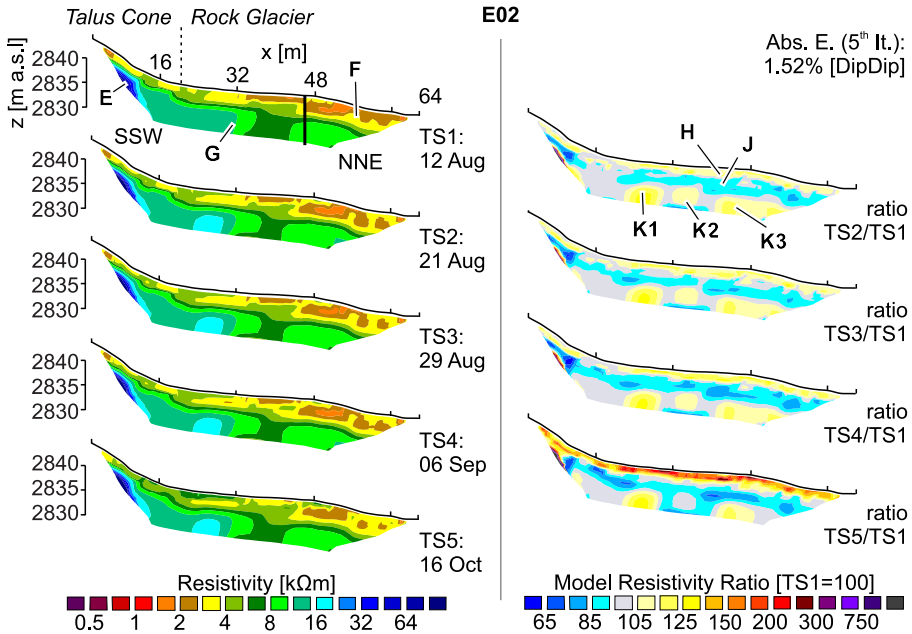 E02
Talus Cone Rock Glacier
x [m]
16 32 48 64
z [m a.s.l]
2840
2835
2830
E
F
G
SSW
NNE
TS1:
12 Aug
2840
2835
2830
TS2:
21 Aug
2840
2835
2830
TS3:
29 Aug
2840
2835
2830
TS4:
06 Sep
2840
2835
2830
TS5:
16 Oct
Resistivity [kΩm]
0.5 1 2 4 8 16 32 64
Abs. E. (5th It.):
1.52% [DipDip]
H
J
K1 K2 K3
ratio
TS2/TS1
ratio
TS3/TS1
ratio
TS4/TS1
ratio
TS5/TS1
Model Resistivity Ratio [TS1=100]
65 85 105 125 150 200 300 750